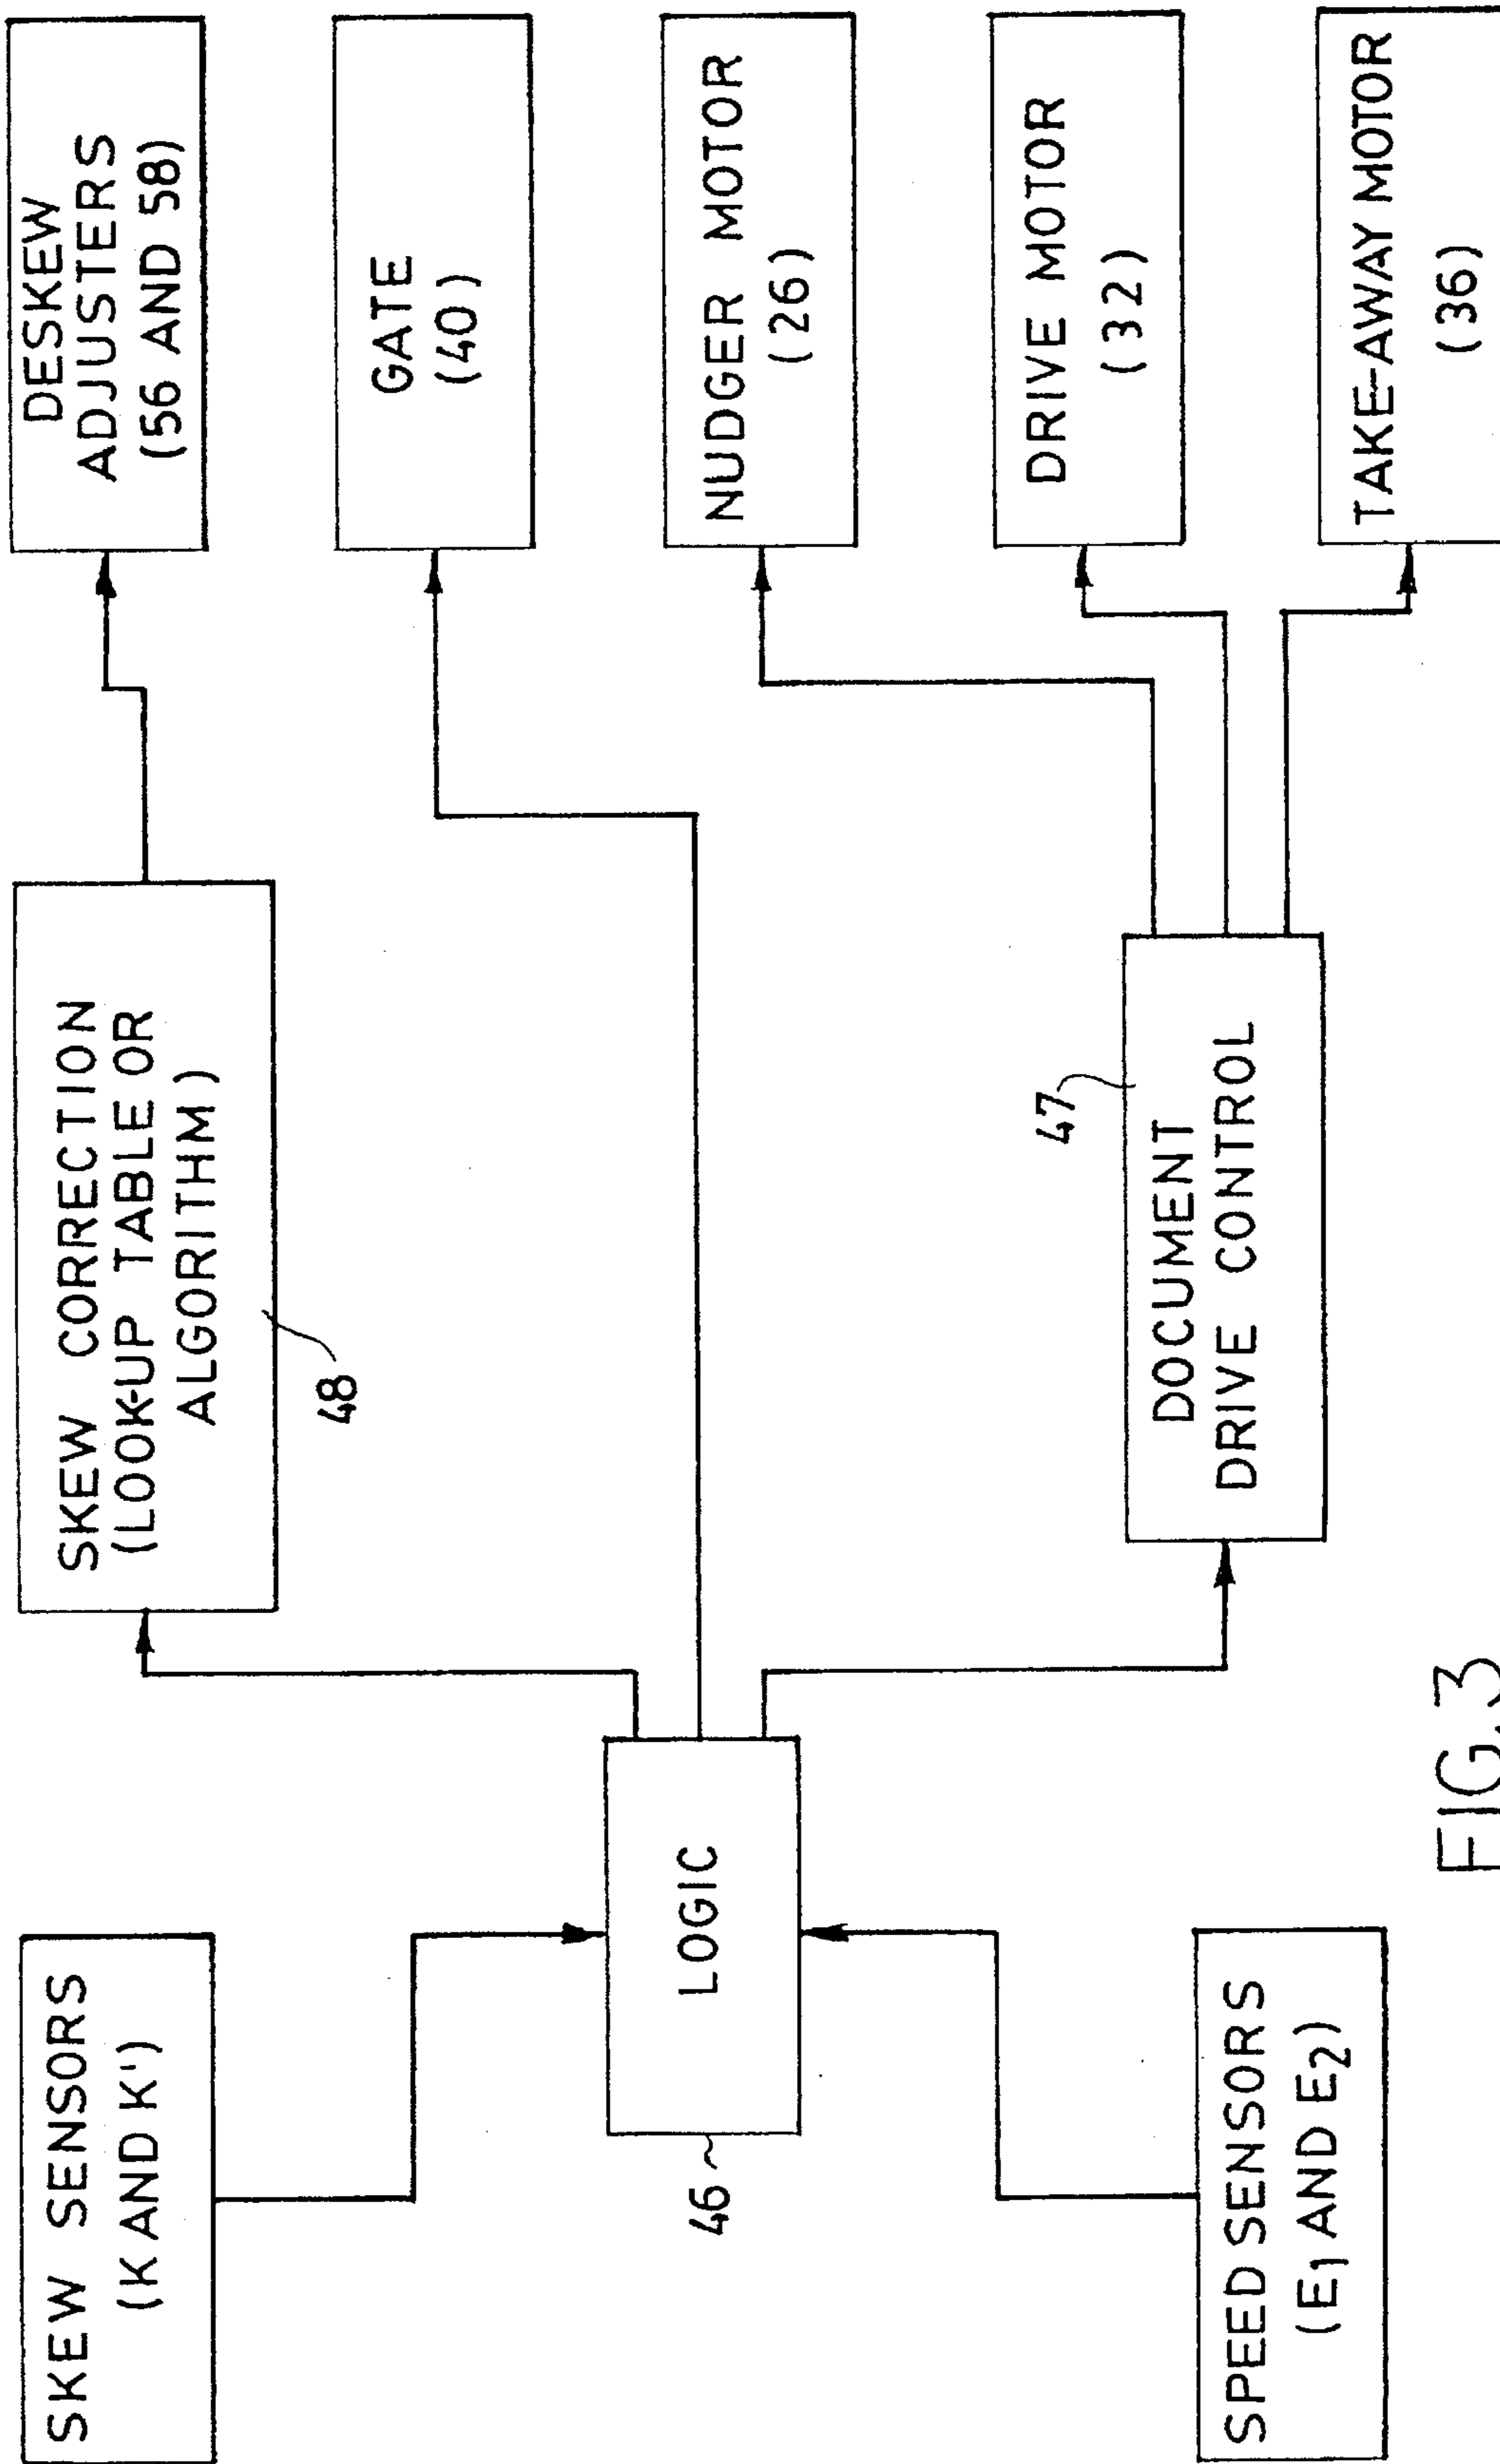 SKEW SENSORS
(K AND K')
SPEED SENSORS
(E1 AND E2)
LOGIC
46
SKEW CORRECTION
(LOOK-UP TABLE OR
ALGORITHM)
48
DOCUMENT
DRIVE CONTROL
47
DESKEW
ADJUSTERS
(56 AND 58)
GATE
(40)
NUDGER MOTOR
(26)
DRIVE MOTOR
(32)
TAKE-AWAY MOTOR
(36)
FIG.3